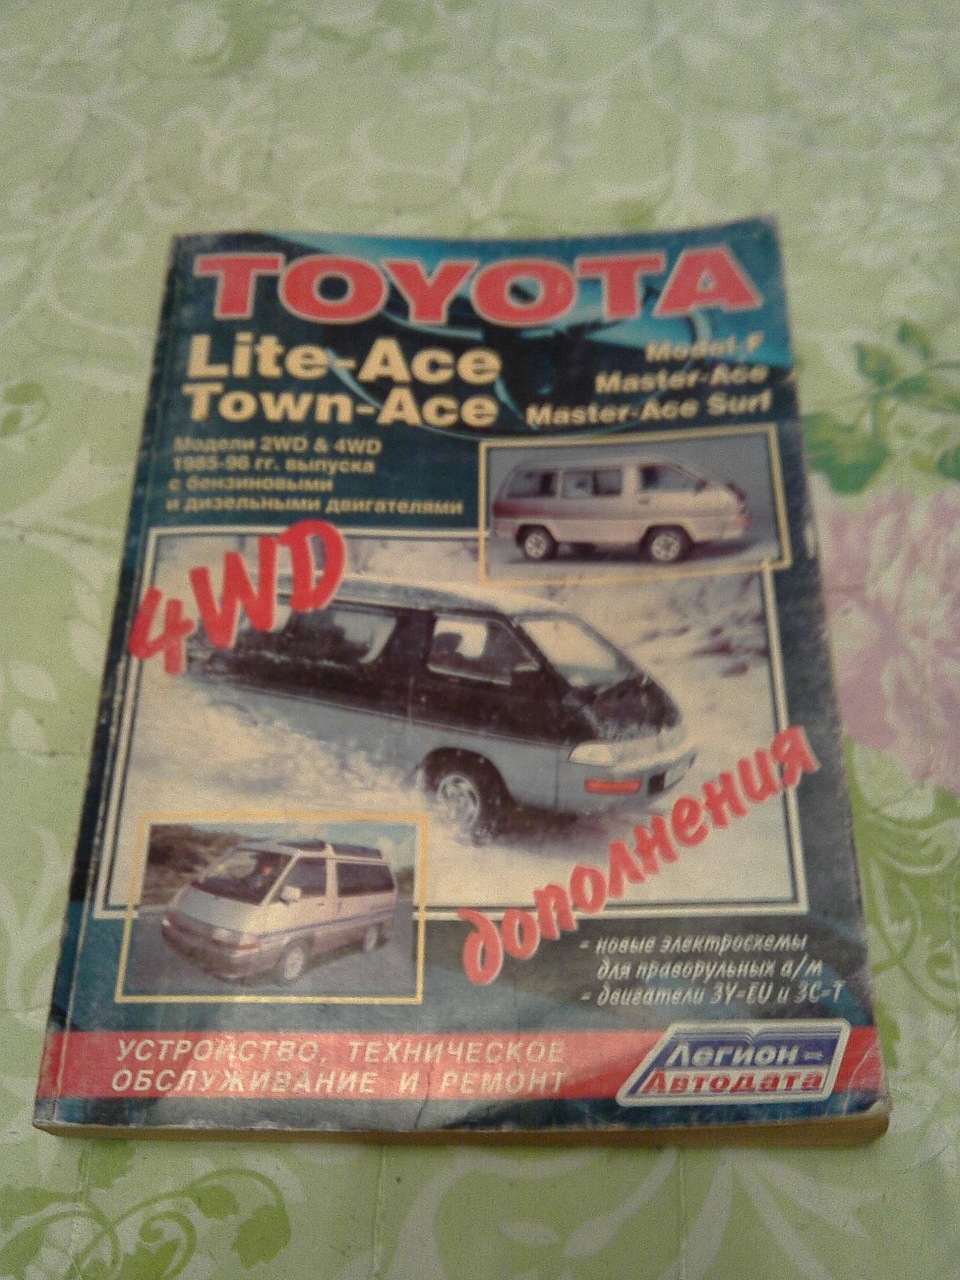 TOYOTA
Lite-Ace
Town-Ace
Model F
Master-Ace
Master-Ace Surf
Модели 2WD & 4WD
1985-96 гг. выпуска
с бензиновыми
и дизельными двигателями
4WD
дополнения
- новые электросхемы
для праворульных а/м
- двигатели 3Y-EU и 3C-T
УСТРОЙСТВО, ТЕХНИЧЕСКОЕ
ОБСЛУЖИВАНИЕ И РЕМОНТ
Легион-
Автодата